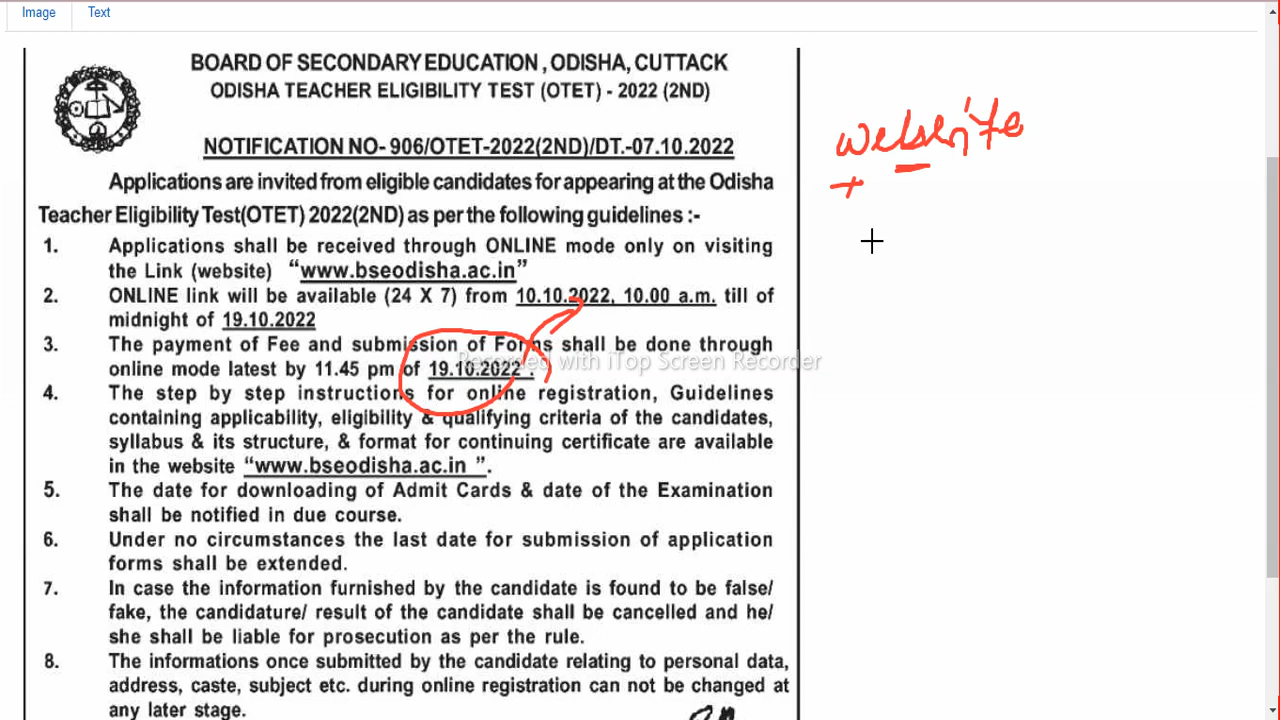 Image Text
BOARD OF SECONDARY EDUCATION , ODISHA, CUTTACK
ODISHA TEACHER ELIGIBILITY TEST (OTET) - 2022 (2ND)
NOTIFICATION NO- 906/OTET-2022(2ND)/DT.-07.10.2022
Applications are invited from eligible candidates for appearing at the Odisha
Teacher Eligibility Test(OTET) 2022(2ND) as per the following guidelines :-
1. Applications shall be received through ONLINE mode only on visiting
the Link (website) “www.bseodisha.ac.in”
2. ONLINE link will be available (24 X 7) from 10.10.2022, 10.00 a.m. till of
midnight of 19.10.2022
3. The payment of Fee and submission of Forms shall be done through
online mode latest by 11.45 pm of 19.10.2022 .
Recorded with iTop Screen Recorder
4. The step by step instructions for online registration, Guidelines
containing applicability, eligibility & qualifying criteria of the candidates,
syllabus & its structure, & format for continuing certificate are available
in the website “www.bseodisha.ac.in ”.
5. The date for downloading of Admit Cards & date of the Examination
shall be notified in due course.
6. Under no circumstances the last date for submission of application
forms shall be extended.
7. In case the information furnished by the candidate is found to be false/
fake, the candidature/ result of the candidate shall be cancelled and he/
she shall be liable for prosecution as per the rule.
8. The informations once submitted by the candidate relating to personal data,
address, caste, subject etc. during online registration can not be changed at
any later stage.
website
+